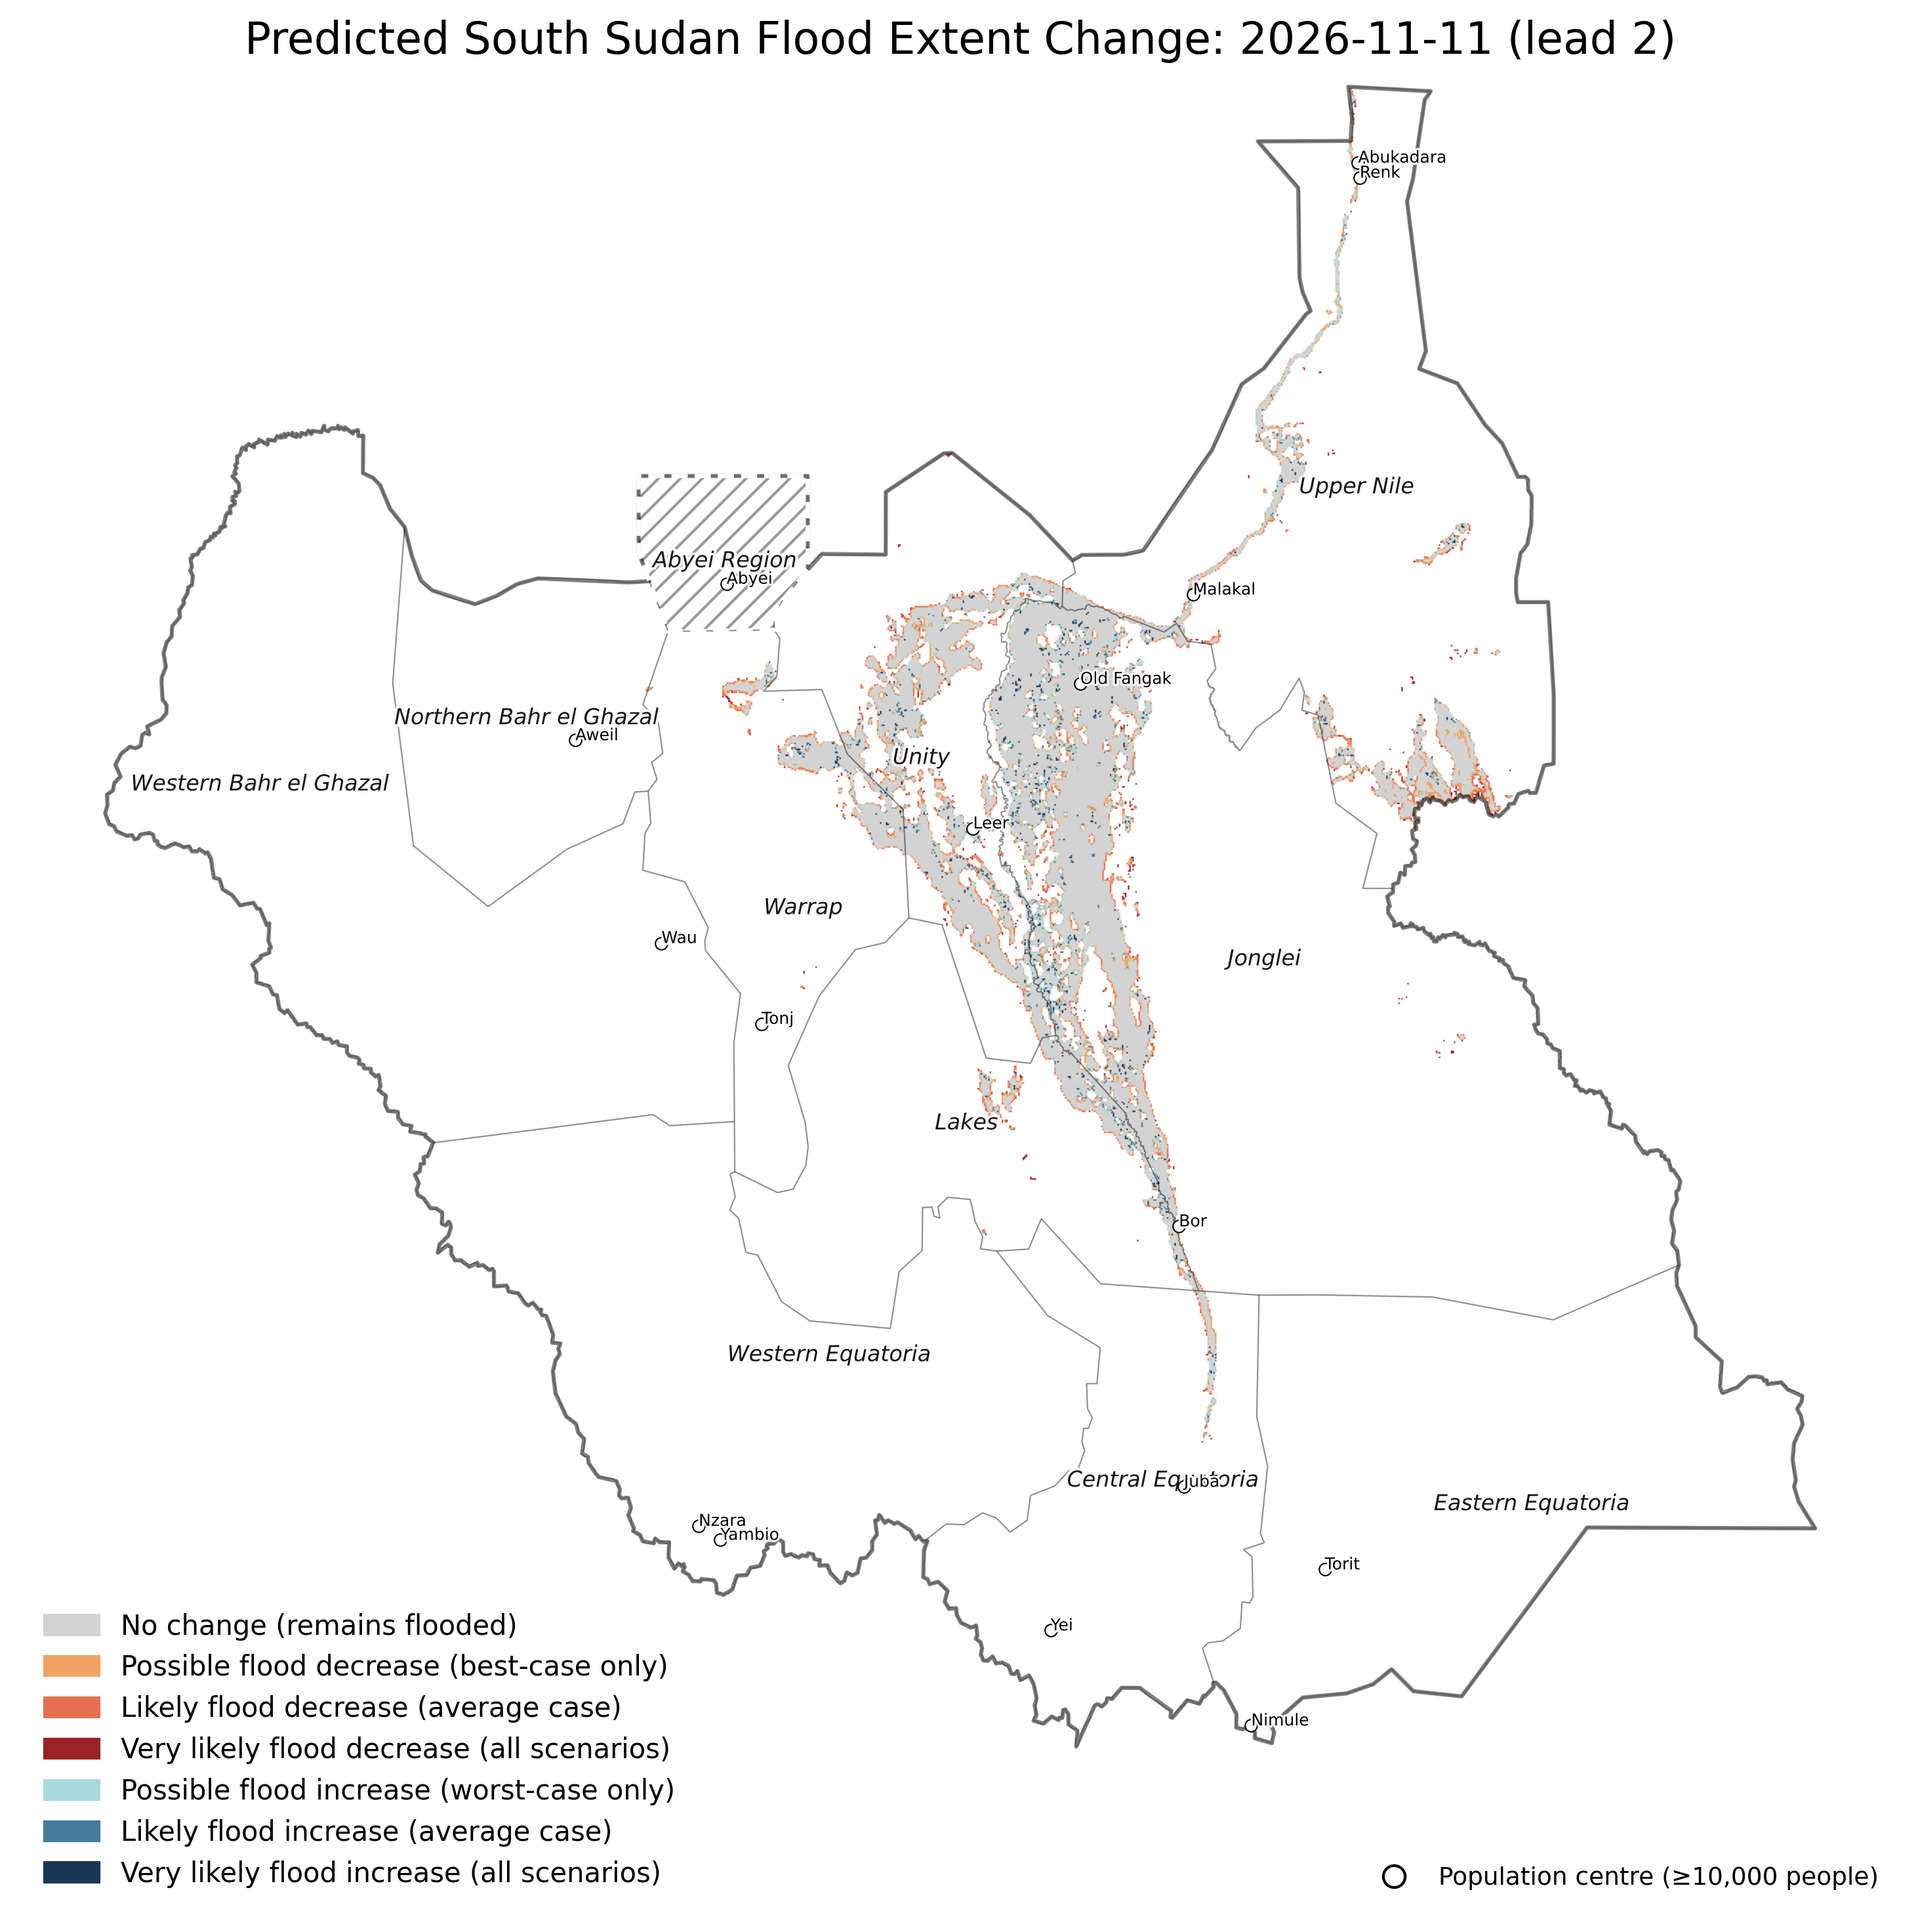 Predicted South Sudan Flood Extent Change: 2026-11-11 (lead 2)
Abukadara
Renk
Upper Nile
Abyei Region
Abyei
Malakal
Old Fangak
Northern Bahr el Ghazal
Aweil
Unity
Western Bahr el Ghazal
Leer
Warrap
Wau
Jonglei
Tonj
Lakes
Bor
Western Equatoria
Central Equatoria
Juba
Eastern Equatoria
Nzara
Yambio
Torit
Yei
Nimule
No change (remains flooded)
Possible flood decrease (best-case only)
Likely flood decrease (average case)
Very likely flood decrease (all scenarios)
Possible flood increase (worst-case only)
Likely flood increase (average case)
Very likely flood increase (all scenarios)
Population centre (≥10,000 people)